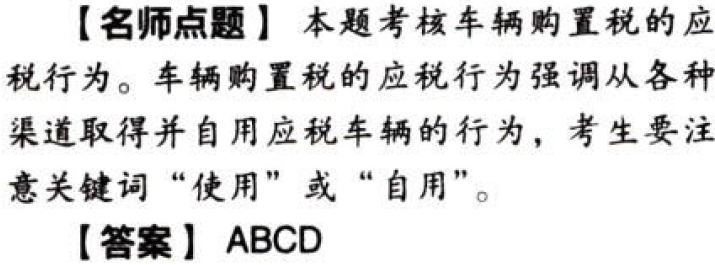 【名师点题】 本题考核车辆购置税的应
税行为。车辆购置税的应税行为强调从各种
渠道取得并自用应税车辆的行为，考生要注
意关键词“使用”或“自用”。
【答案】 ABCD